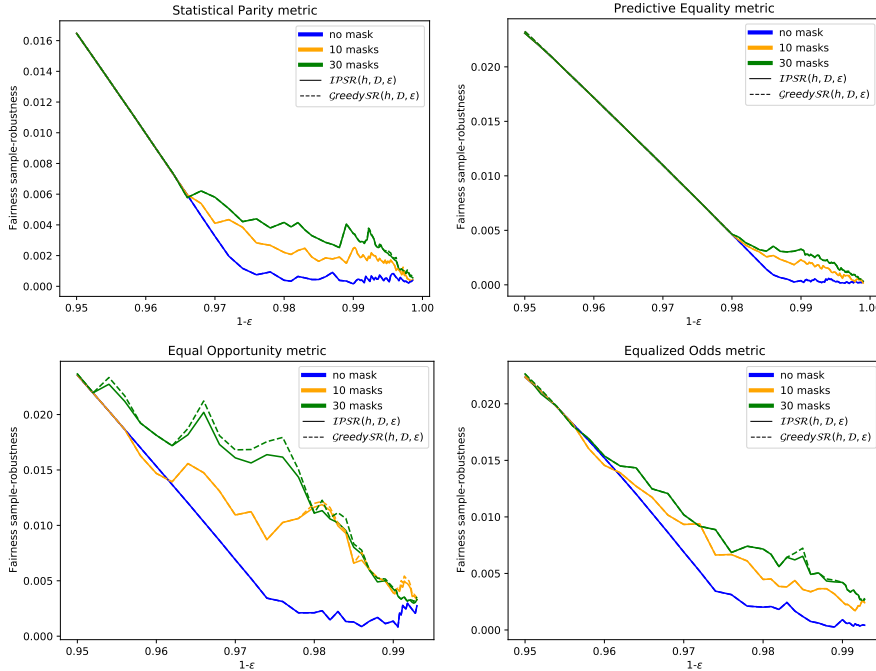 Statistical Parity metric
Fairness sample-robustness
0.016
0.014
0.012
0.010
0.008
0.006
0.004
0.002
0.000
no mask
10 masks
30 masks
𝓘𝓟𝓢𝓡(h, 𝓓, ε)
𝓖reedy𝓢𝓡(h, 𝓓, ε)
0.95 0.96 0.97 0.98 0.99 1.00
1-ε
Predictive Equality metric
Fairness sample-robustness
0.020
0.015
0.010
0.005
0.000
no mask
10 masks
30 masks
𝓘𝓟𝓢𝓡(h, 𝓓, ε)
𝓖reedy𝓢𝓡(h, 𝓓, ε)
0.95 0.96 0.97 0.98 0.99 1.00
1-ε
Equal Opportunity metric
Fairness sample-robustness
0.020
0.015
0.010
0.005
0.000
no mask
10 masks
30 masks
𝓘𝓟𝓢𝓡(h, 𝓓, ε)
𝓖reedy𝓢𝓡(h, 𝓓, ε)
0.95 0.96 0.97 0.98 0.99
1-ε
Equalized Odds metric
Fairness sample-robustness
0.020
0.015
0.010
0.005
0.000
no mask
10 masks
30 masks
𝓘𝓟𝓢𝓡(h, 𝓓, ε)
𝓖reedy𝓢𝓡(h, 𝓓, ε)
0.95 0.96 0.97 0.98 0.99
1-ε